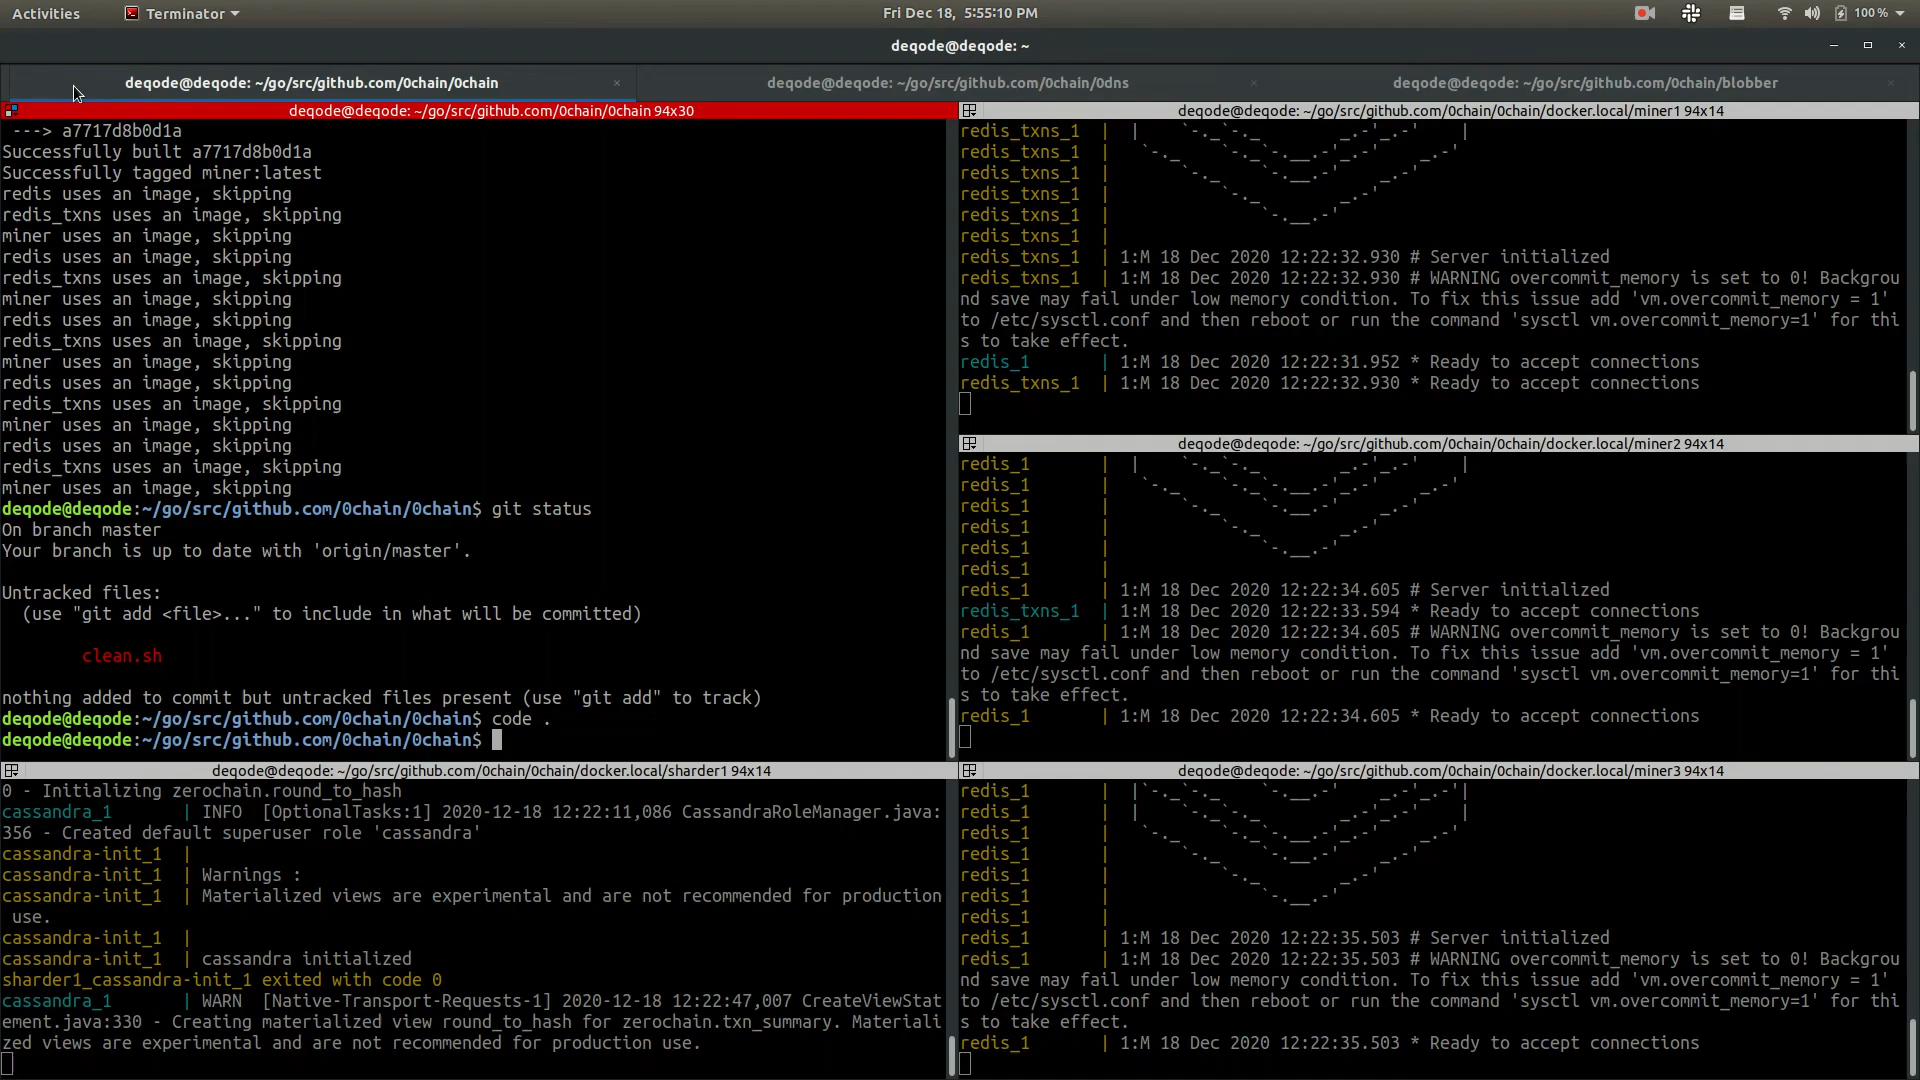 Activities
Terminator
Fri Dec 18, 5:55:10 PM
100 %
deqode@deqode: ~
deqode@deqode: ~/go/src/github.com/0chain/0chain
deqode@deqode: ~/go/src/github.com/0chain/0dns
deqode@deqode: ~/go/src/github.com/0chain/blobber
deqode@deqode: ~/go/src/github.com/0chain/0chain 94x30
---> a7717d8b0d1a
Successfully built a7717d8b0d1a
Successfully tagged miner:latest
redis uses an image, skipping
redis_txns uses an image, skipping
miner uses an image, skipping
redis uses an image, skipping
redis_txns uses an image, skipping
miner uses an image, skipping
redis uses an image, skipping
redis_txns uses an image, skipping
miner uses an image, skipping
redis uses an image, skipping
redis_txns uses an image, skipping
miner uses an image, skipping
redis uses an image, skipping
redis_txns uses an image, skipping
miner uses an image, skipping
deqode@deqode:~/go/src/github.com/0chain/0chain$ git status
On branch master
Your branch is up to date with 'origin/master'.
Untracked files:
(use "git add <file>..." to include in what will be committed)
clean.sh
nothing added to commit but untracked files present (use "git add" to track)
deqode@deqode:~/go/src/github.com/0chain/0chain$ code .
deqode@deqode:~/go/src/github.com/0chain/0chain$
deqode@deqode: ~/go/src/github.com/0chain/0chain/docker.local/sharder1 94x14
0 - Initializing zerochain.round_to_hash
cassandra_1 | INFO [OptionalTasks:1] 2020-12-18 12:22:11,086 CassandraRoleManager.java:
356 - Created default superuser role 'cassandra'
cassandra-init_1 |
cassandra-init_1 | Warnings :
cassandra-init_1 | Materialized views are experimental and are not recommended for production
use.
cassandra-init_1 |
cassandra-init_1 | cassandra initialized
sharder1_cassandra-init_1 exited with code 0
cassandra_1 | WARN [Native-Transport-Requests-1] 2020-12-18 12:22:47,007 CreateViewStat
ement.java:330 - Creating materialized view round_to_hash for zerochain.txn_summary. Materiali
zed views are experimental and are not recommended for production use.
deqode@deqode: ~/go/src/github.com/0chain/0chain/docker.local/miner1 94x14
redis_txns_1 | | `-._ `-._ _.-' _.-' |
redis_txns_1 | `-._ `-._`-.__.-'_.-' _.-'
redis_txns_1 | `-._ `-.__.-' _.-'
redis_txns_1 | `-._ _.-'
redis_txns_1 | `-.__.-'
redis_txns_1 |
redis_txns_1 | 1:M 18 Dec 2020 12:22:32.930 # Server initialized
redis_txns_1 | 1:M 18 Dec 2020 12:22:32.930 # WARNING overcommit_memory is set to 0! Backgrou
nd save may fail under low memory condition. To fix this issue add 'vm.overcommit_memory = 1'
to /etc/sysctl.conf and then reboot or run the command 'sysctl vm.overcommit_memory=1' for thi
s to take effect.
redis_1 | 1:M 18 Dec 2020 12:22:31.952 * Ready to accept connections
redis_txns_1 | 1:M 18 Dec 2020 12:22:32.930 * Ready to accept connections
deqode@deqode: ~/go/src/github.com/0chain/0chain/docker.local/miner2 94x14
redis_1 | | `-._`-._ _.-'_.-' |
redis_1 | `-._ `-._`-.__.-'_.-' _.-'
redis_1 | `-._ `-.__.-' _.-'
redis_1 | `-._ _.-'
redis_1 | `-.__.-'
redis_1 |
redis_1 | 1:M 18 Dec 2020 12:22:34.605 # Server initialized
redis_txns_1 | 1:M 18 Dec 2020 12:22:33.594 * Ready to accept connections
redis_1 | 1:M 18 Dec 2020 12:22:34.605 # WARNING overcommit_memory is set to 0! Backgrou
nd save may fail under low memory condition. To fix this issue add 'vm.overcommit_memory = 1'
to /etc/sysctl.conf and then reboot or run the command 'sysctl vm.overcommit_memory=1' for thi
s to take effect.
redis_1 | 1:M 18 Dec 2020 12:22:34.605 * Ready to accept connections
deqode@deqode: ~/go/src/github.com/0chain/0chain/docker.local/miner3 94x14
redis_1 | |`-._`-._ _.-'_.-'|
redis_1 | | `-._`-._ _.-'_.-' |
redis_1 | `-._ `-._`-.__.-'_.-' _.-'
redis_1 | `-._ `-.__.-' _.-'
redis_1 | `-._ _.-'
redis_1 | `-.__.-'
redis_1 |
redis_1 | 1:M 18 Dec 2020 12:22:35.503 # Server initialized
redis_1 | 1:M 18 Dec 2020 12:22:35.503 # WARNING overcommit_memory is set to 0! Backgrou
nd save may fail under low memory condition. To fix this issue add 'vm.overcommit_memory = 1'
to /etc/sysctl.conf and then reboot or run the command 'sysctl vm.overcommit_memory=1' for thi
s to take effect.
redis_1 | 1:M 18 Dec 2020 12:22:35.503 * Ready to accept connections